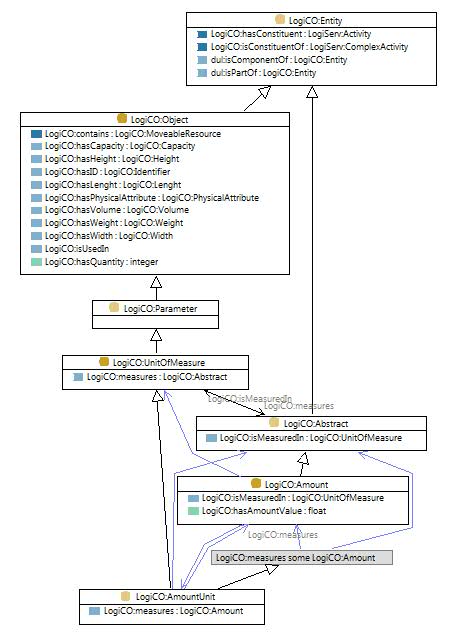 LogiCO:Entity
LogiCO:hasConstituent : LogiServ:Activity
LogiCO:isConstituentOf : LogiServ:ComplexActivity
dul:isComponentOf : LogiCO:Entity
dul:isPartOf : LogiCO:Entity
LogiCO:Object
LogiCO:contains : LogiCO:MoveableResource
LogiCO:hasCapacity : LogiCO:Capacity
LogiCO:hasHeight : LogiCO:Height
LogiCO:hasID : LogiCO:Identifier
LogiCO:hasLenght : LogiCO:Lenght
LogiCO:hasPhysicalAttribute : LogiCO:PhysicalAttribute
LogiCO:hasVolume : LogiCO:Volume
LogiCO:hasWeight : LogiCO:Weight
LogiCO:hasWidth : LogiCO:Width
LogiCO:isUsedIn
LogiCO:hasQuantity : integer
LogiCO:Parameter
LogiCO:UnitOfMeasure
LogiCO:measures : LogiCO:Abstract
LogiCO:isMeasuredIn
LogiCO:measures
LogiCO:Abstract
LogiCO:isMeasuredIn : LogiCO:UnitOfMeasure
LogiCO:Amount
LogiCO:isMeasuredIn : LogiCO:UnitOfMeasure
LogiCO:hasAmountValue : float
LogiCO:measures
LogiCO:measures some LogiCO:Amount
LogiCO:AmountUnit
LogiCO:measures : LogiCO:Amount